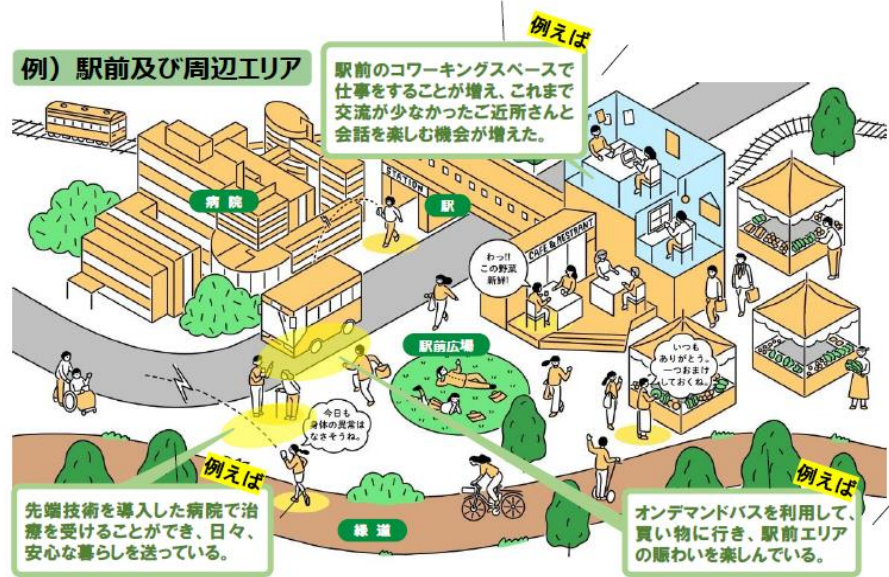 例えば
例）駅前及び周辺エリア
駅前のコワーキングスペースで
仕事をすることが増え、これまで
交流が少なかったご近所さんと
会話を楽しむ機会が増えた。
病院
STATION
駅
CAFE & RESTRANT
わっ!!
この野菜
新鮮!
駅前広場
いつも
ありがとう。
一つおまけ
しておくね。
今日も
身体の異常は
なさそうね。
例えば
先端技術を導入した病院で治
療を受けることができ、日々、
安心な暮らしを送っている。
緑道
例えば
オンデマンドバスを利用して、
買い物に行き、駅前エリア
の賑わいを楽しんでいる。